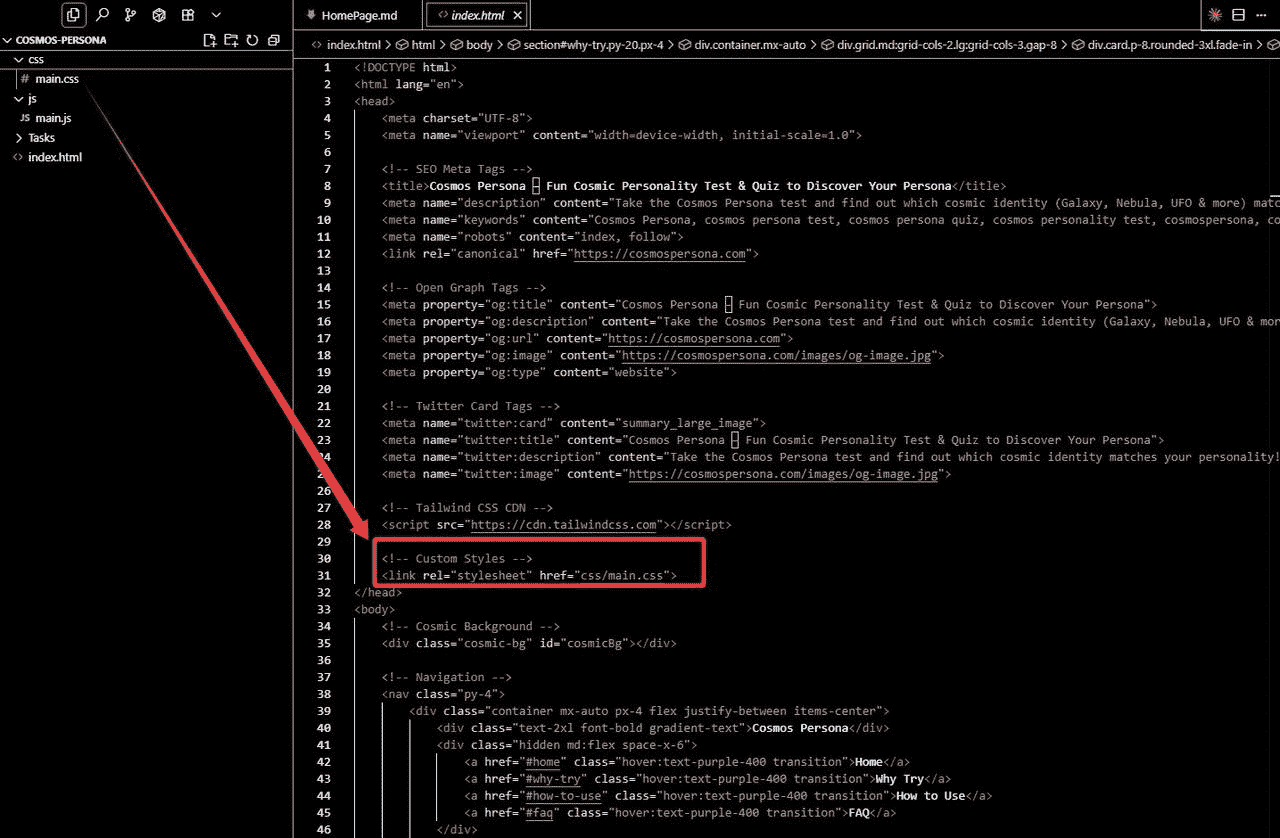 HomePage.md
<> index.html
COSMOS-PERSONA
<> index.html > html > body > section#why-try.py-20.px-4 > div.container.mx-auto > div.grid.md:grid-cols-2.lg:grid-cols-3.gap-8 > div.card.p-8.rounded-3xl.fade-in >
css
# main.css
js
JS main.js
Tasks
<> index.html
1 <!DOCTYPE html>
2 <html lang="en">
3 <head>
4 <meta charset="UTF-8">
5 <meta name="viewport" content="width=device-width, initial-scale=1.0">
6
7 <!-- SEO Meta Tags -->
8 <title>Cosmos Persona – Fun Cosmic Personality Test & Quiz to Discover Your Persona</title>
9 <meta name="description" content="Take the Cosmos Persona test and find out which cosmic identity (Galaxy, Nebula, UFO & more) matc
10 <meta name="keywords" content="Cosmos Persona, cosmos persona test, cosmos persona quiz, cosmos personality test, cosmospersona, co
11 <meta name="robots" content="index, follow">
12 <link rel="canonical" href="https://cosmospersona.com">
13
14 <!-- Open Graph Tags -->
15 <meta property="og:title" content="Cosmos Persona – Fun Cosmic Personality Test & Quiz to Discover Your Persona">
16 <meta property="og:description" content="Take the Cosmos Persona test and find out which cosmic identity (Galaxy, Nebula, UFO & mor
17 <meta property="og:url" content="https://cosmospersona.com">
18 <meta property="og:image" content="https://cosmospersona.com/images/og-image.jpg">
19 <meta property="og:type" content="website">
20
21 <!-- Twitter Card Tags -->
22 <meta name="twitter:card" content="summary_large_image">
23 <meta name="twitter:title" content="Cosmos Persona – Fun Cosmic Personality Test & Quiz to Discover Your Persona">
24 <meta name="twitter:description" content="Take the Cosmos Persona test and find out which cosmic identity matches your personality!
<meta name="twitter:image" content="https://cosmospersona.com/images/og-image.jpg">
26
27 <!-- Tailwind CSS CDN -->
28 <script src="https://cdn.tailwindcss.com"></script>
29
30 <!-- Custom Styles -->
31 <link rel="stylesheet" href="css/main.css">
32 </head>
33 <body>
34 <!-- Cosmic Background -->
35 <div class="cosmic-bg" id="cosmicBg"></div>
36
37 <!-- Navigation -->
38 <nav class="py-4">
39 <div class="container mx-auto px-4 flex justify-between items-center">
40 <div class="text-2xl font-bold gradient-text">Cosmos Persona</div>
41 <div class="hidden md:flex space-x-6">
42 <a href="#home" class="hover:text-purple-400 transition">Home</a>
43 <a href="#why-try" class="hover:text-purple-400 transition">Why Try</a>
44 <a href="#how-to-use" class="hover:text-purple-400 transition">How to Use</a>
45 <a href="#faq" class="hover:text-purple-400 transition">FAQ</a>
46 </div>